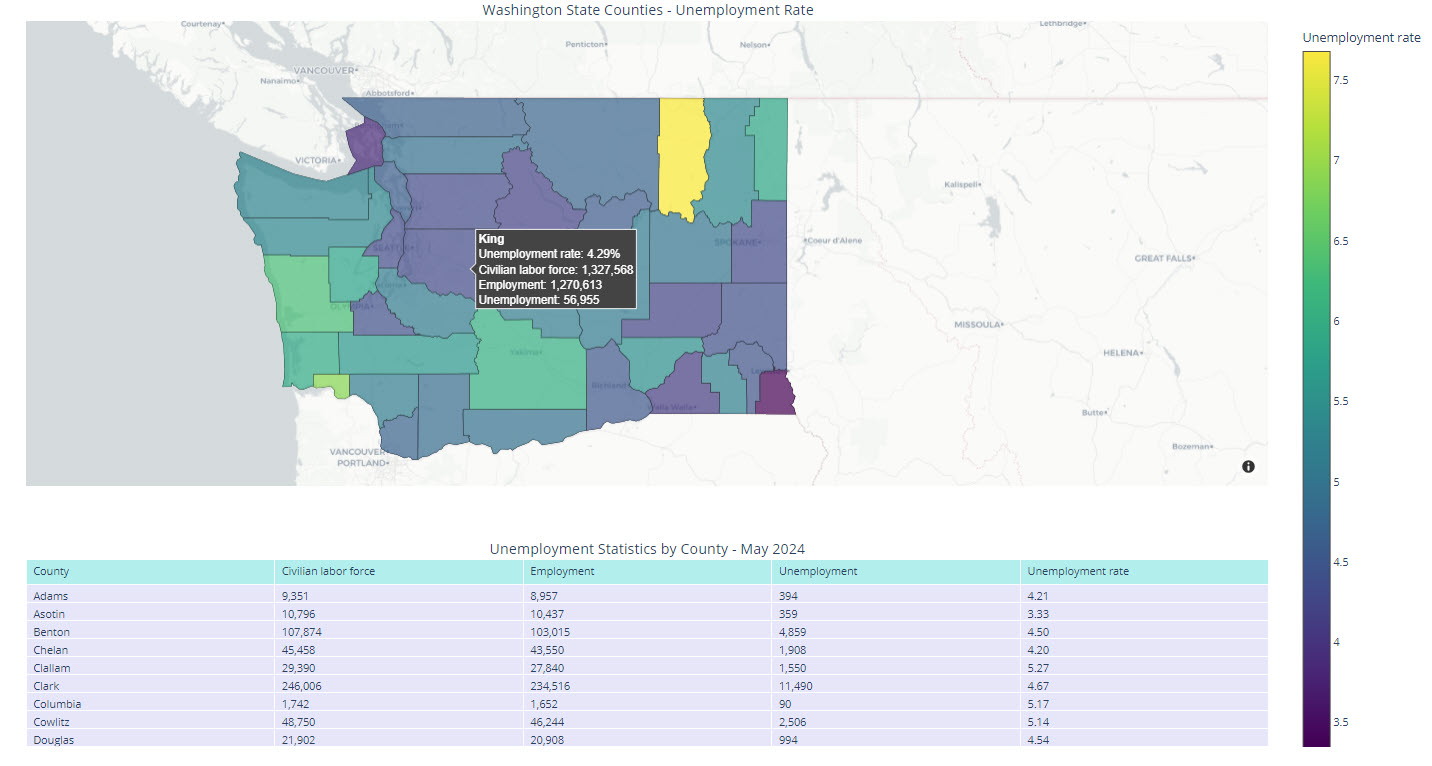 Washington State Counties - Unemployment Rate
Courtenay
Lethbridge
Penticton
Nelson
VANCOUVER
Nanaimo
Abbotsford
VICTORIA
Kalispell
SEATTLE
SPOKANE
Coeur d'Alene
GREAT FALLS
OLYMPIA
MISSOULA
HELENA
Yakima
Richland
Walla Walla
Butte
Bozeman
VANCOUVER
PORTLAND
King
Unemployment rate: 4.29%
Civilian labor force: 1,327,568
Employment: 1,270,613
Unemployment: 56,955
Unemployment rate
7.5
7
6.5
6
5.5
5
4.5
4
3.5
Unemployment Statistics by County - May 2024
County Civilian labor force Employment Unemployment Unemployment rate
Adams 9,351 8,957 394 4.21
Asotin 10,796 10,437 359 3.33
Benton 107,874 103,015 4,859 4.50
Chelan 45,458 43,550 1,908 4.20
Clallam 29,390 27,840 1,550 5.27
Clark 246,006 234,516 11,490 4.67
Columbia 1,742 1,652 90 5.17
Cowlitz 48,750 46,244 2,506 5.14
Douglas 21,902 20,908 994 4.54